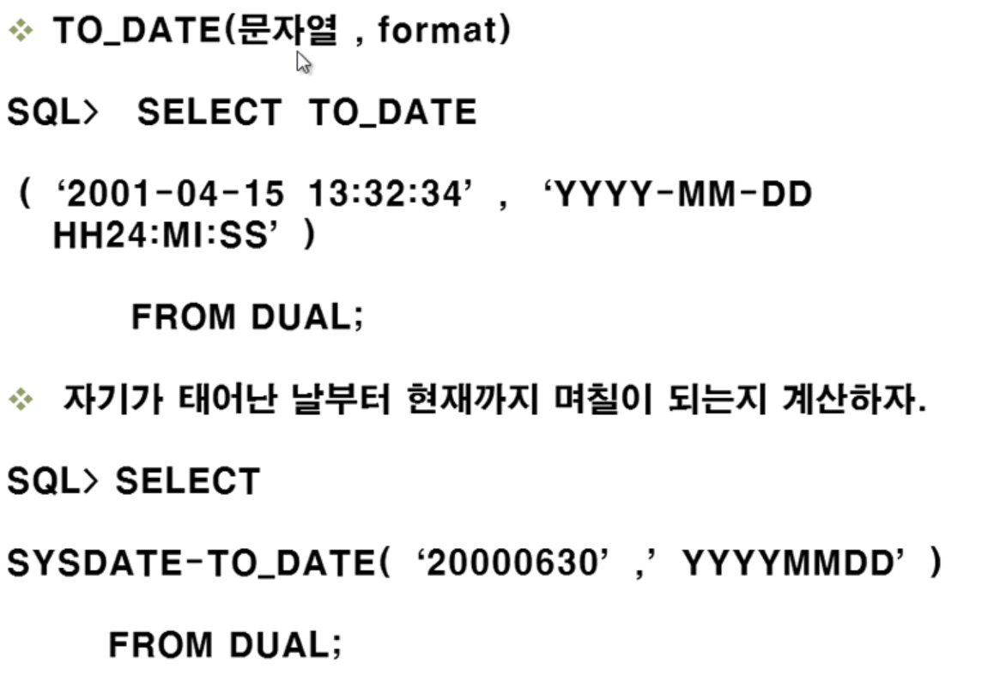 TO_DATE(문자열 , format)
SQL> SELECT TO_DATE
( ‘2001-04-15 13:32:34’ , ‘YYYY-MM-DD
HH24:MI:SS’ )
FROM DUAL;
자기가 태어난 날부터 현재까지 며칠이 되는지 계산하자.
SQL> SELECT
SYSDATE-TO_DATE( ‘20000630’ ,’ YYYYMMDD’ )
FROM DUAL;